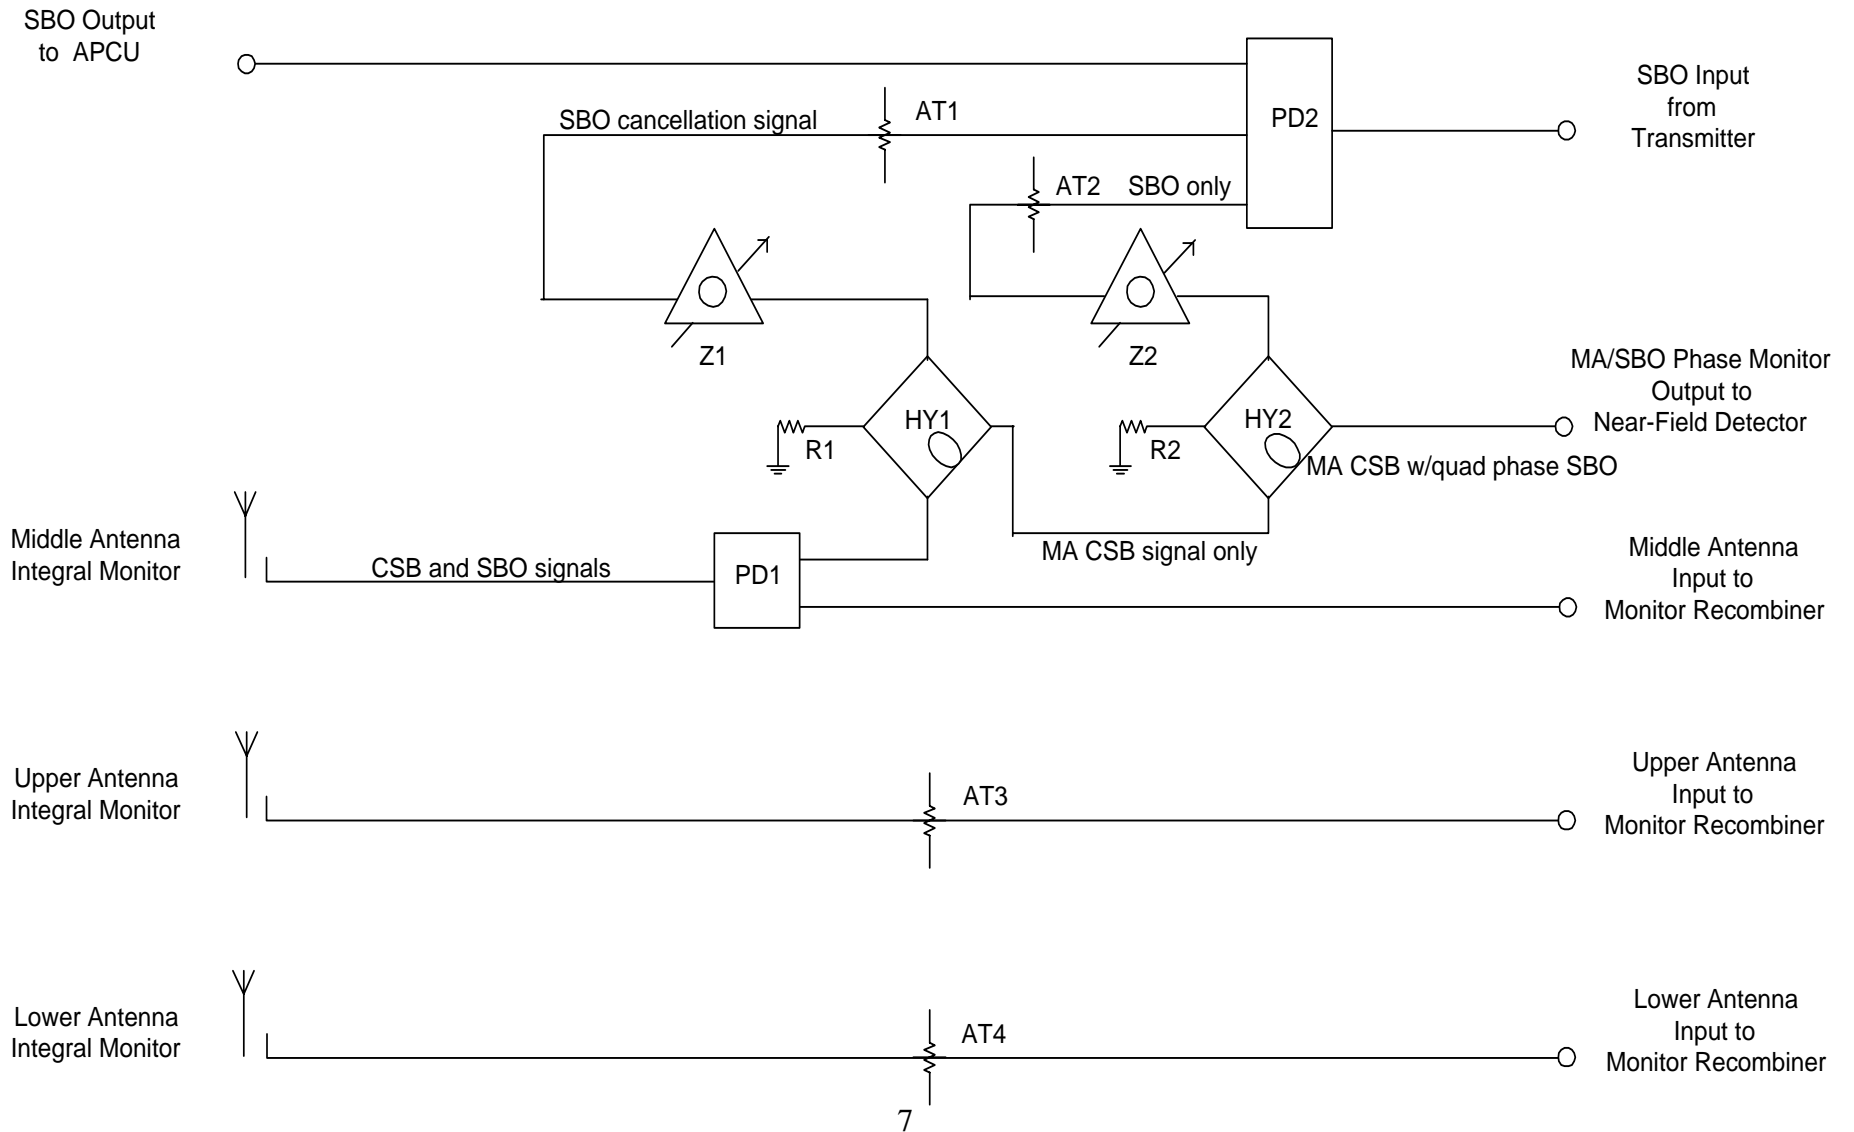 SBO Output
to APCU
SBO Input
from
Transmitter
PD2
SBO cancellation signal
AT1
AT2
SBO only
Z1
Z2
MA/SBO Phase Monitor
Output to
Near-Field Detector
HY1
HY2
R1
R2
MA CSB w/quad phase SBO
Middle Antenna
Integral Monitor
CSB and SBO signals
PD1
MA CSB signal only
Middle Antenna
Input to
Monitor Recombiner
Upper Antenna
Integral Monitor
AT3
Upper Antenna
Input to
Monitor Recombiner
Lower Antenna
Integral Monitor
AT4
Lower Antenna
Input to
Monitor Recombiner
7